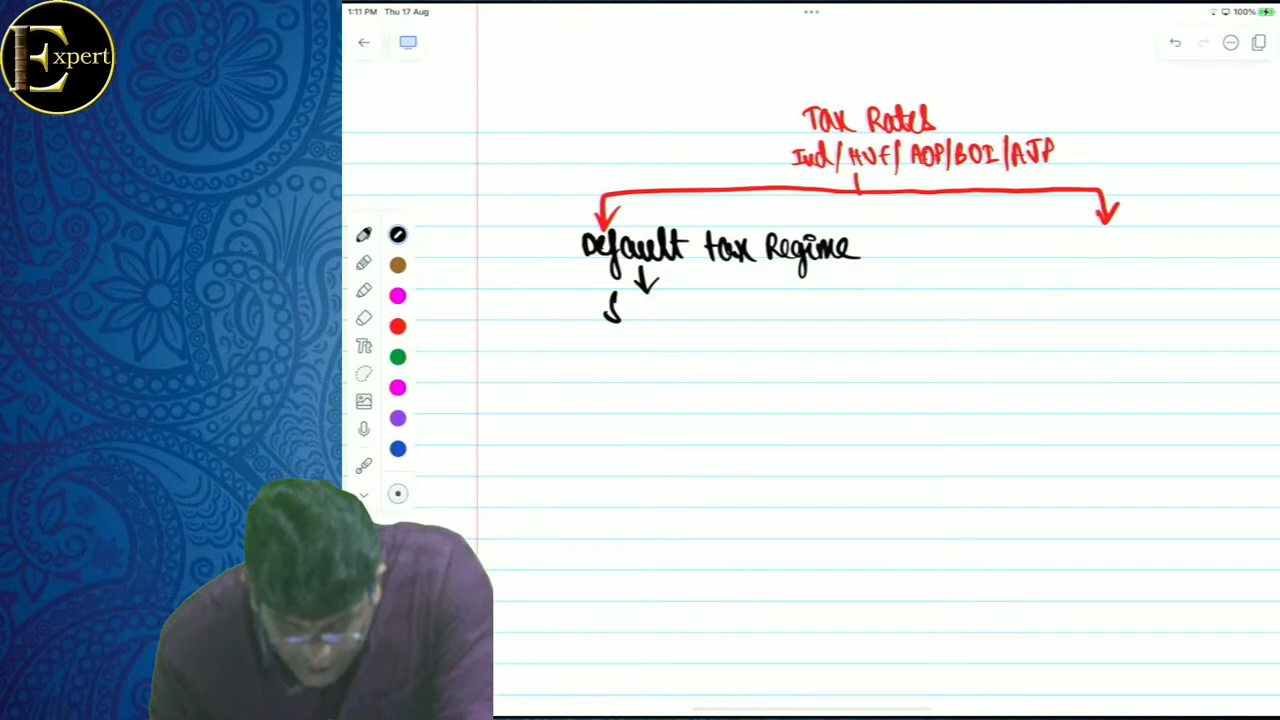 1:11 PM Thu 17 Aug
100%
Expert
Tax Rates
Ind/HUF/AOP/BOI/AJP
Default tax Regime
S